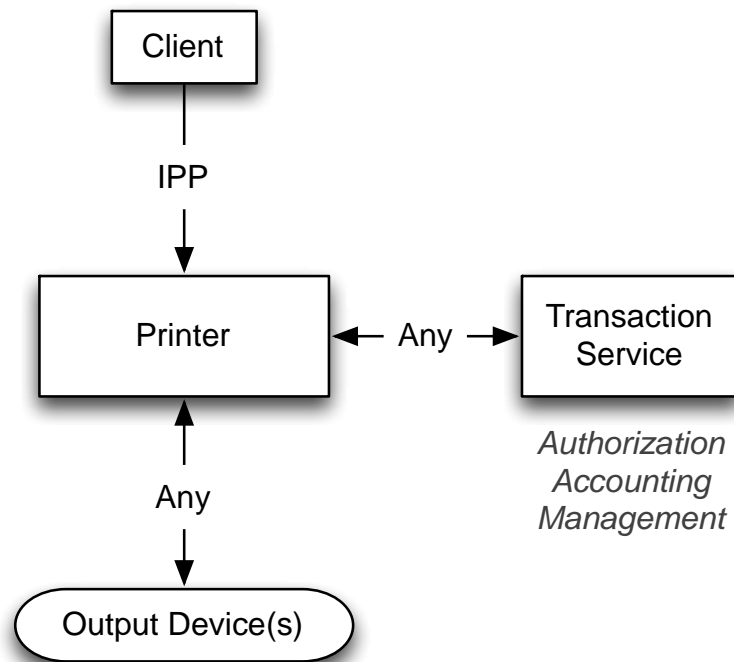 Client
IPP
Printer
Any
Transaction
Service
Authorization
Accounting
Management
Any
Output Device(s)